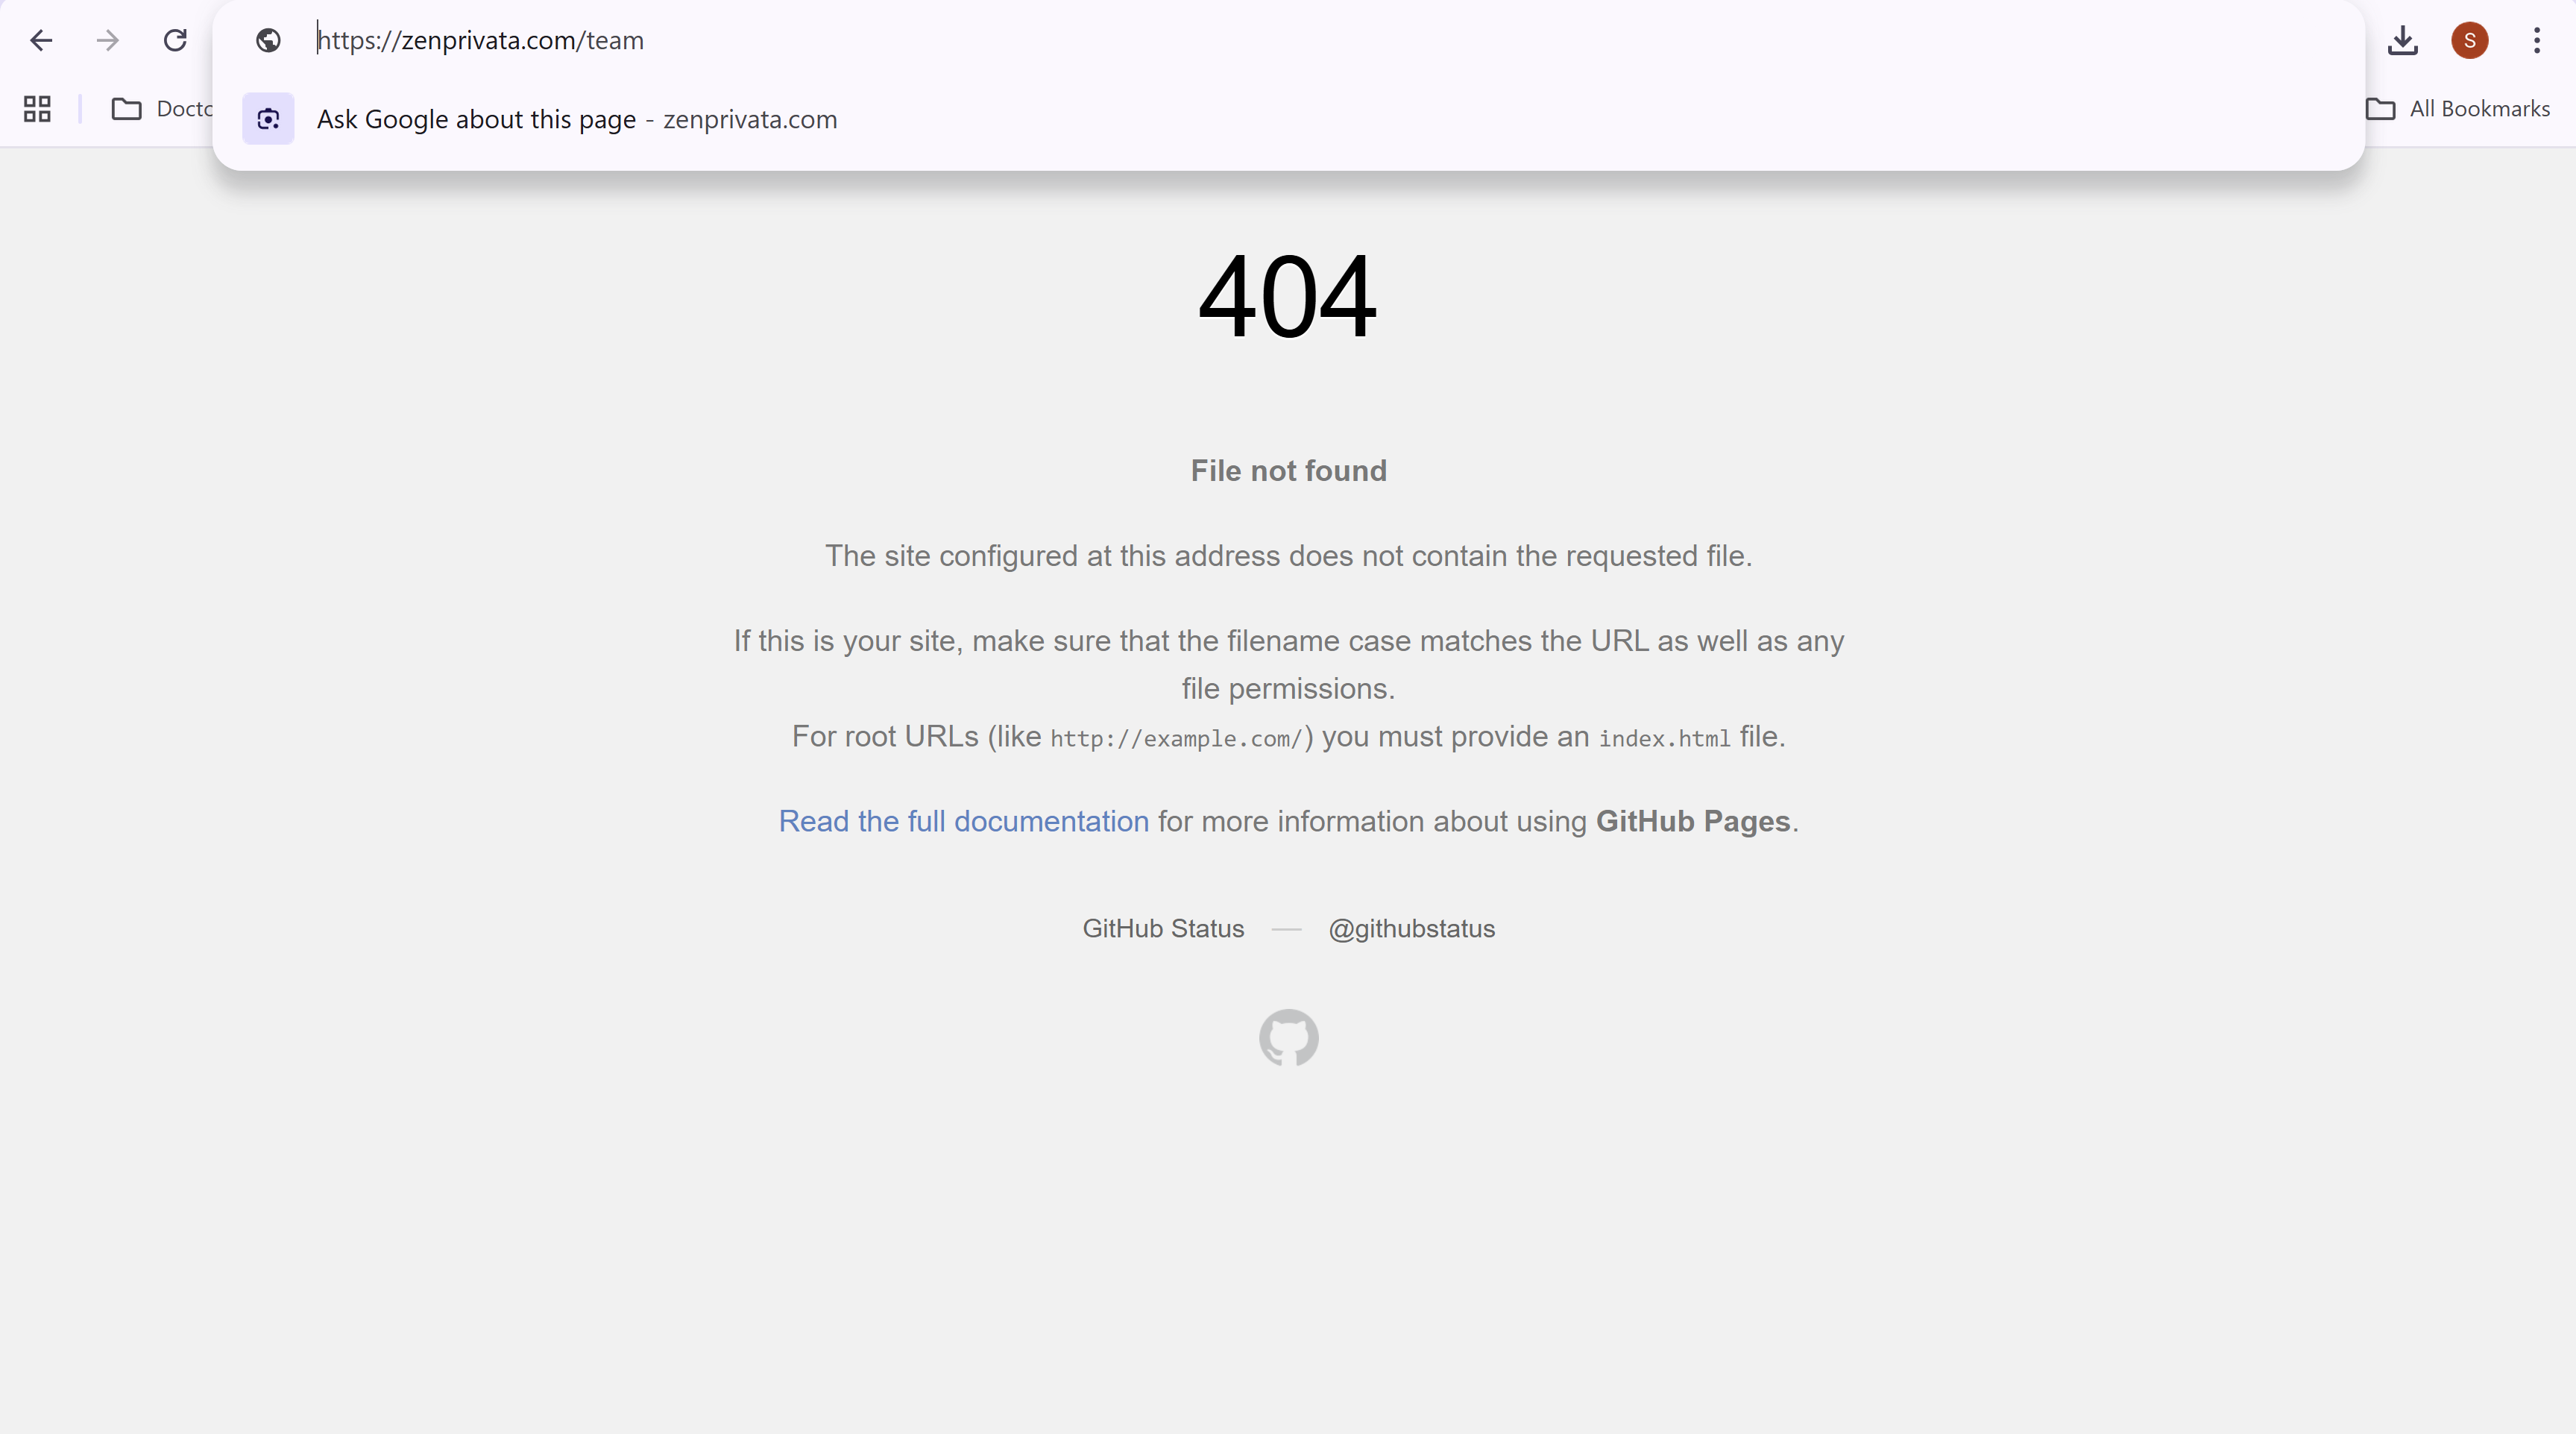 https://zenprivata.com/team
Ask Google about this page - zenprivata.com
All Bookmarks
S
404
File not found
The site configured at this address does not contain the requested file.
If this is your site, make sure that the filename case matches the URL as well as any
file permissions.
For root URLs (like http://example.com/) you must provide an index.html file.
Read the full documentation for more information about using GitHub Pages.
GitHub Status — @githubstatus